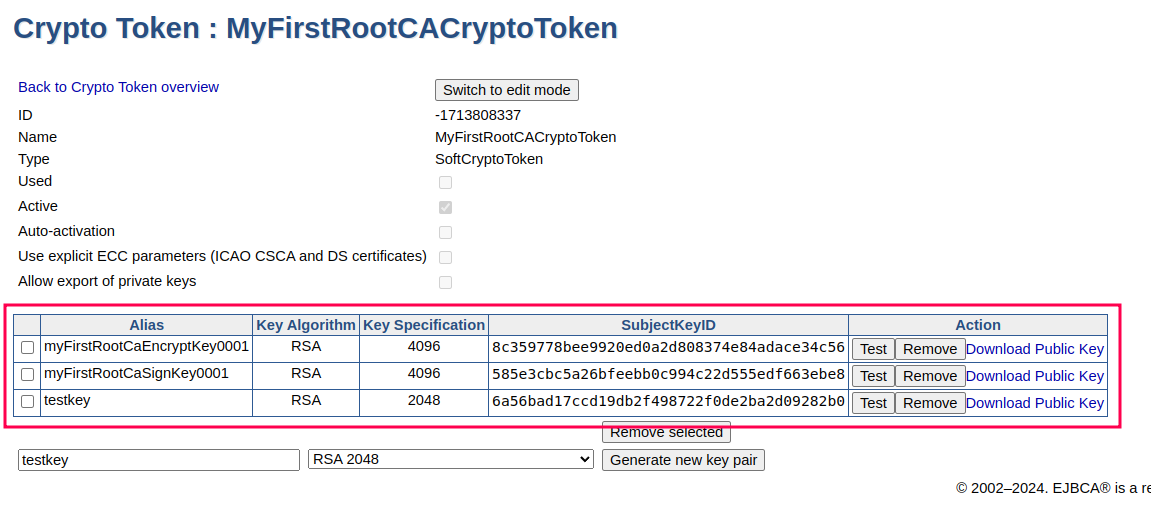 Crypto Token : MyFirstRootCACryptoToken
Back to Crypto Token overview Switch to edit mode
ID -1713808337
Name MyFirstRootCACryptoToken
Type SoftCryptoToken
Used
Active
Auto-activation
Use explicit ECC parameters (ICAO CSCA and DS certificates)
Allow export of private keys
Alias Key Algorithm Key Specification SubjectKeyID Action
myFirstRootCaEncryptKey0001 RSA 4096 8c359778bee9920ed0a2d808374e84adace34c56 Test Remove Download Public Key
myFirstRootCaSignKey0001 RSA 4096 585e3cbc5a26bfeebb0c994c22d555edf663ebe8 Test Remove Download Public Key
testkey RSA 2048 6a56bad17ccd19db2f498722f0de2ba2d09282b0 Test Remove Download Public Key
Remove selected
testkey RSA 2048 Generate new key pair
© 2002–2024. EJBCA® is a re